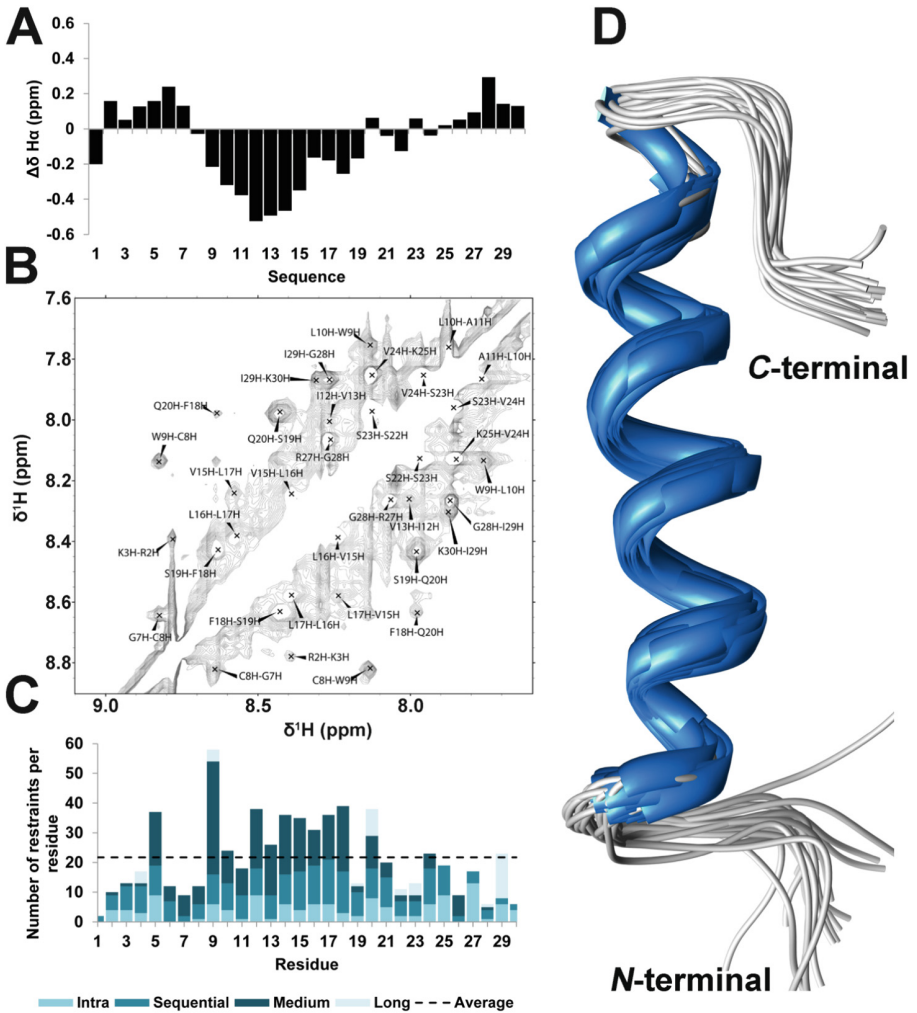 A
D
0.6
0.4
0.2
0
-0.2
-0.4
-0.6
Δδ Hα (ppm)
1 3 5 7 9 11 13 15 17 19 21 23 25 27 29
Sequence
B
7.6
7.8
8.0
8.2
8.4
8.6
8.8
δ¹H (ppm)
L10H-W9H
L10H-A11H
I29H-G28H
V24H-K25H
A11H-L10H
I29H-K30H
I12H-V13H
V24H-S23H
S23H-V24H
Q20H-F18H
Q20H-S19H
S23H-S22H
W9H-C8H
R27H-G28H
K25H-V24H
V15H-L17H
V15H-L16H
S22H-S23H
W9H-L10H
L16H-L17H
G28H-R27H
V13H-I12H
G28H-I29H
K3H-R2H
K30H-I29H
S19H-F18H
L16H-V15H
S19H-Q20H
G7H-C8H
F18H-S19H
L17H-L16H
L17H-V15H
F18H-Q20H
R2H-K3H
C8H-G7H
C8H-W9H
9.0 8.5 8.0
δ¹H (ppm)
C-terminal
C
60
50
40
30
20
10
0
Number of restraints per
residue
1 3 5 7 9 11 13 15 17 19 21 23 25 27 29
Residue
Intra Sequential Medium Long Average
N-terminal